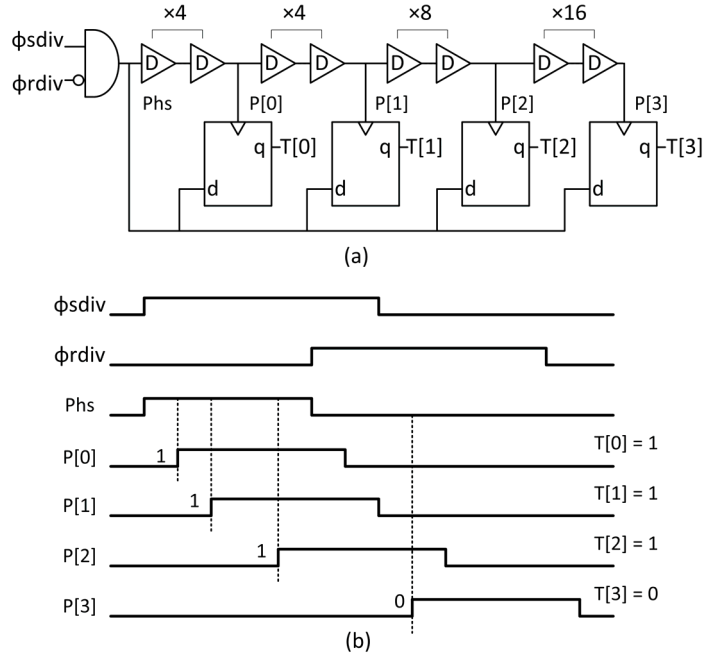 ×4 ×4 ×8 ×16
ϕsdiv
D D D D D D D D
ϕrdiv
Phs P[0] P[1] P[2] P[3]
q T[0] q T[1] q T[2] q T[3]
d d d d
(a)
ϕsdiv
ϕrdiv
Phs
P[0] 1 T[0] = 1
P[1] 1 T[1] = 1
P[2] 1 T[2] = 1
P[3] 0 T[3] = 0
(b)